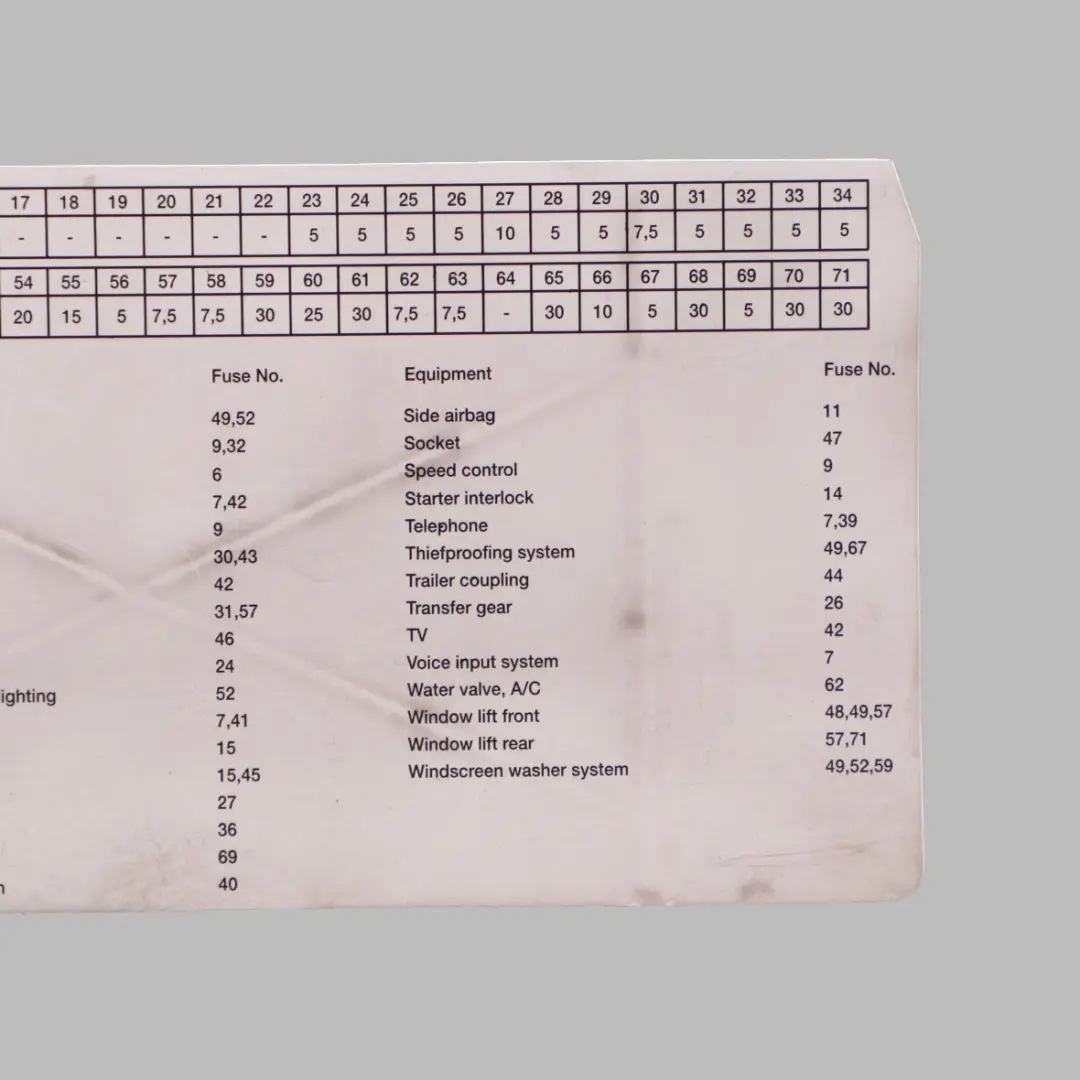 17 18 19 20 21 22 23 24 25 26 27 28 29 30 31 32 33 34
- - - - - - 5 5 5 5 10 5 5 7,5 5 5 5 5
54 55 56 57 58 59 60 61 62 63 64 65 66 67 68 69 70 71
20 15 5 7,5 7,5 30 25 30 7,5 7,5 - 30 10 5 30 5 30 30
Fuse No. Equipment Fuse No.
49,52 Side airbag 11
9,32 Socket 47
6 Speed control 9
7,42 Starter interlock 14
9 Telephone 7,39
30,43 Thiefproofing system 49,67
42 Trailer coupling 44
31,57 Transfer gear 26
46 TV 42
24 Voice input system 7
ighting 52 Water valve, A/C 62
7,41 Window lift front 48,49,57
15 Window lift rear 57,71
15,45 Windscreen washer system 49,52,59
27
36
69
40